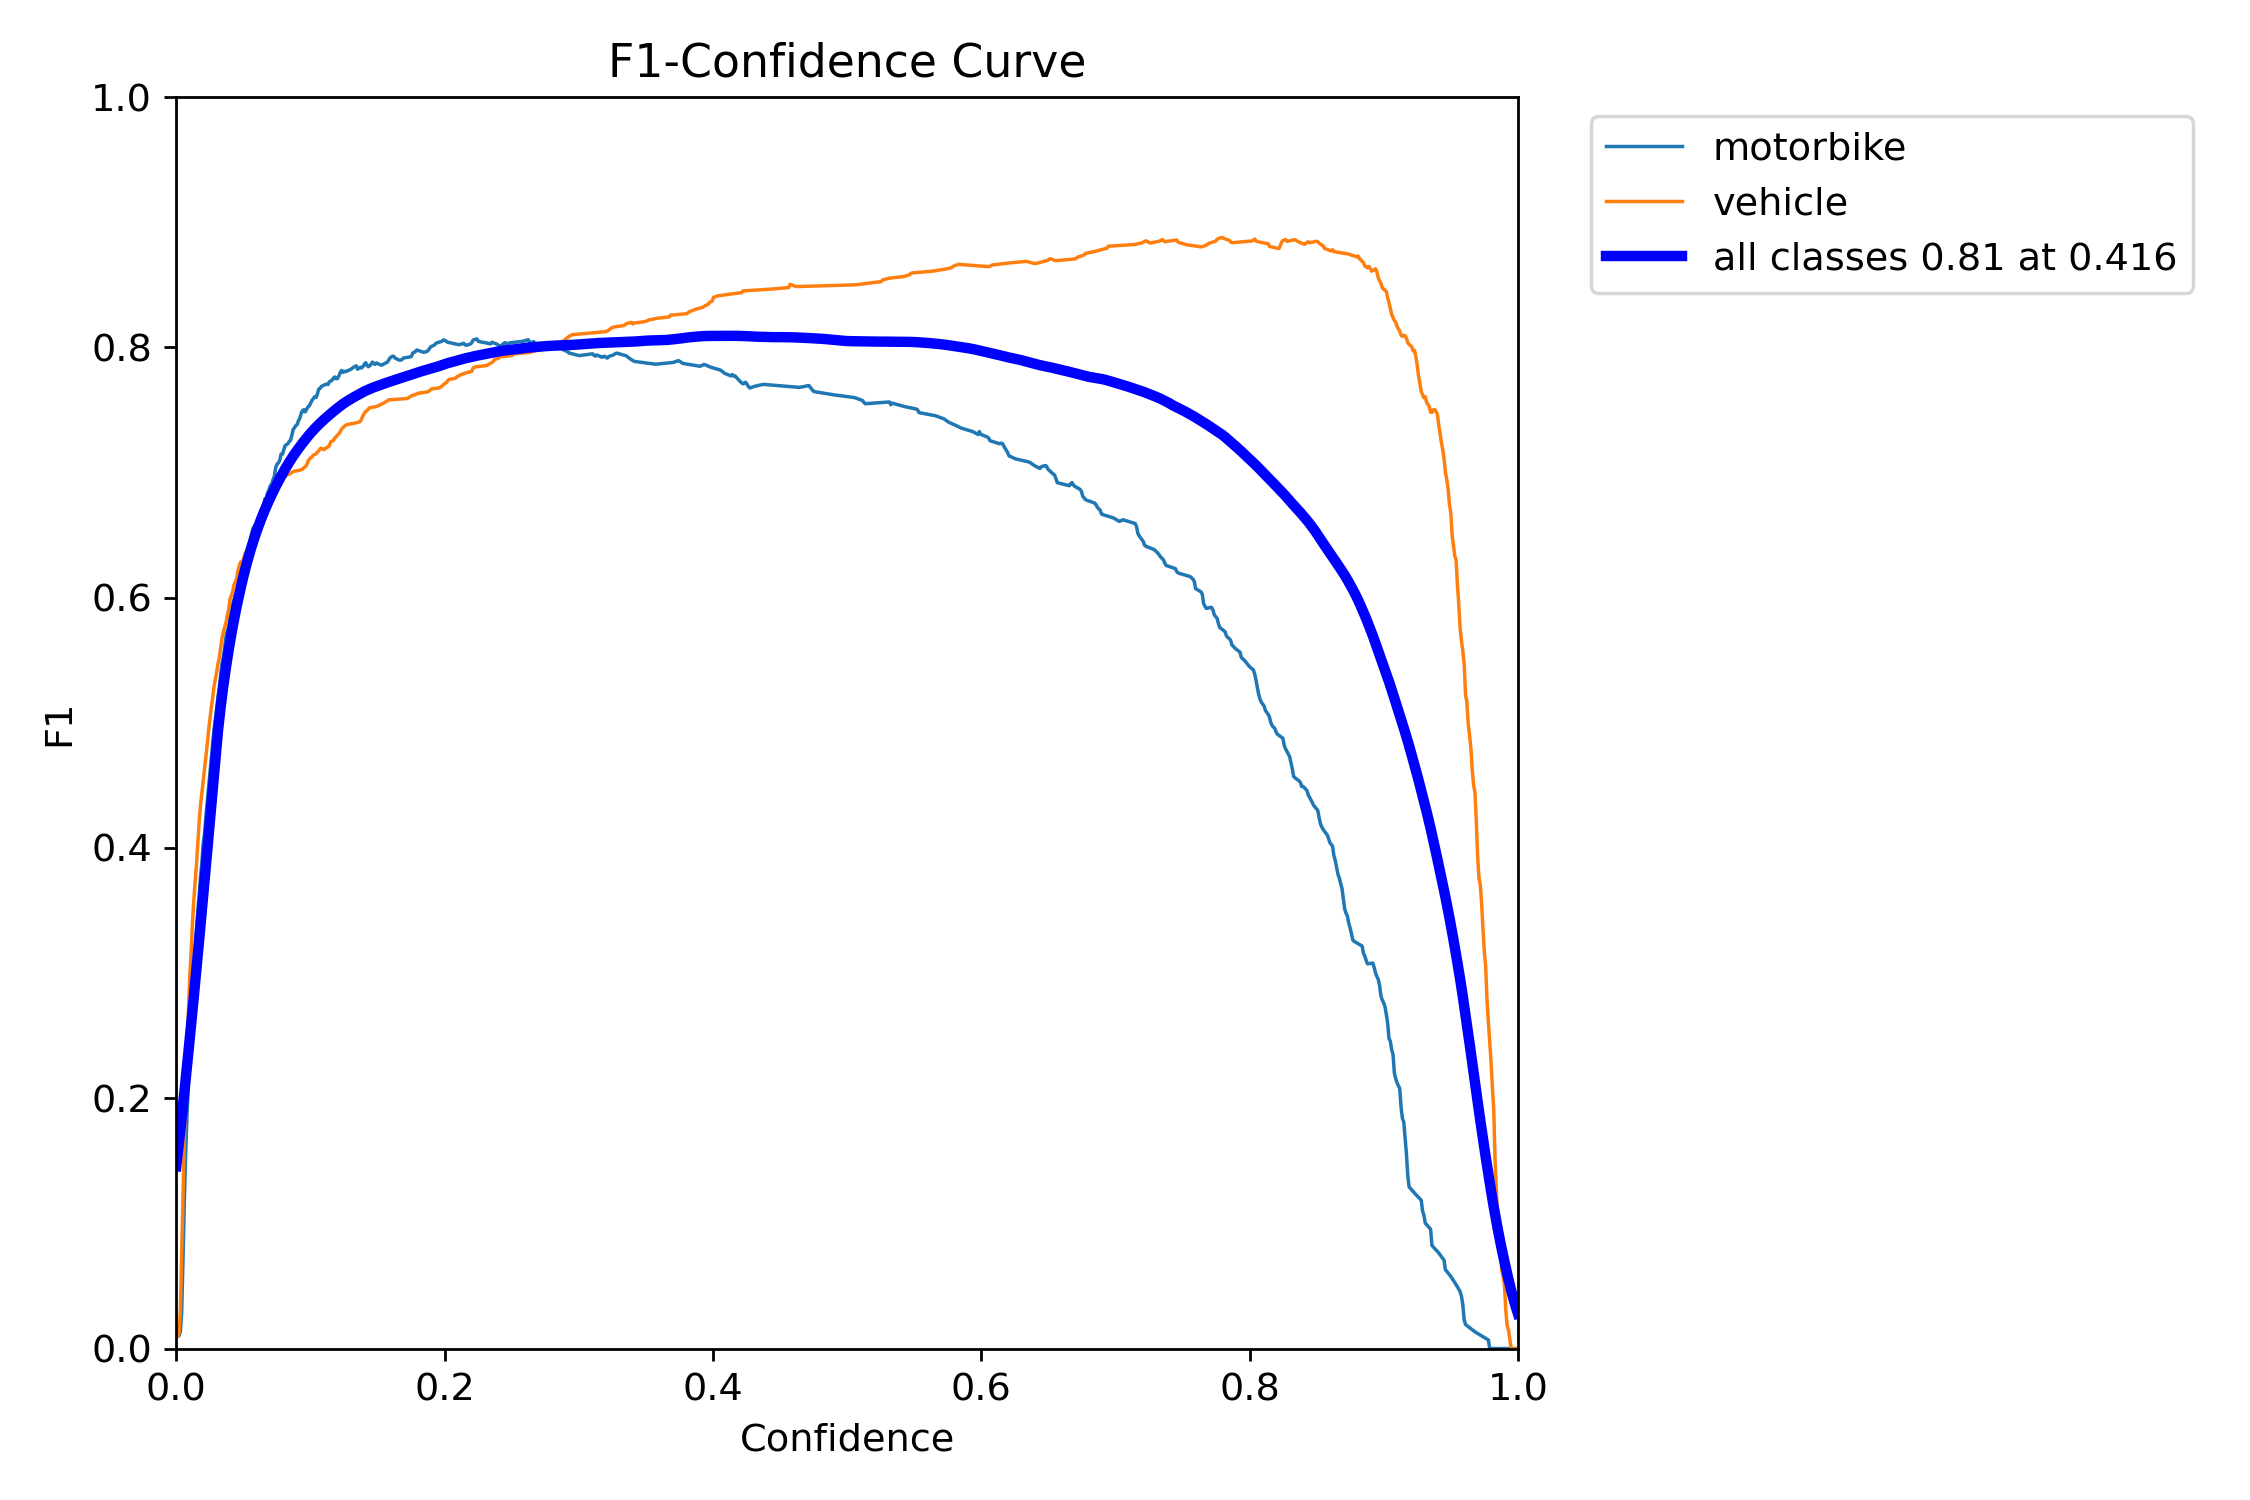 F1-Confidence Curve
1.0
0.8
0.6
0.4
0.2
0.0
F1
0.0 0.2 0.4 0.6 0.8 1.0
Confidence
motorbike
vehicle
all classes 0.81 at 0.416